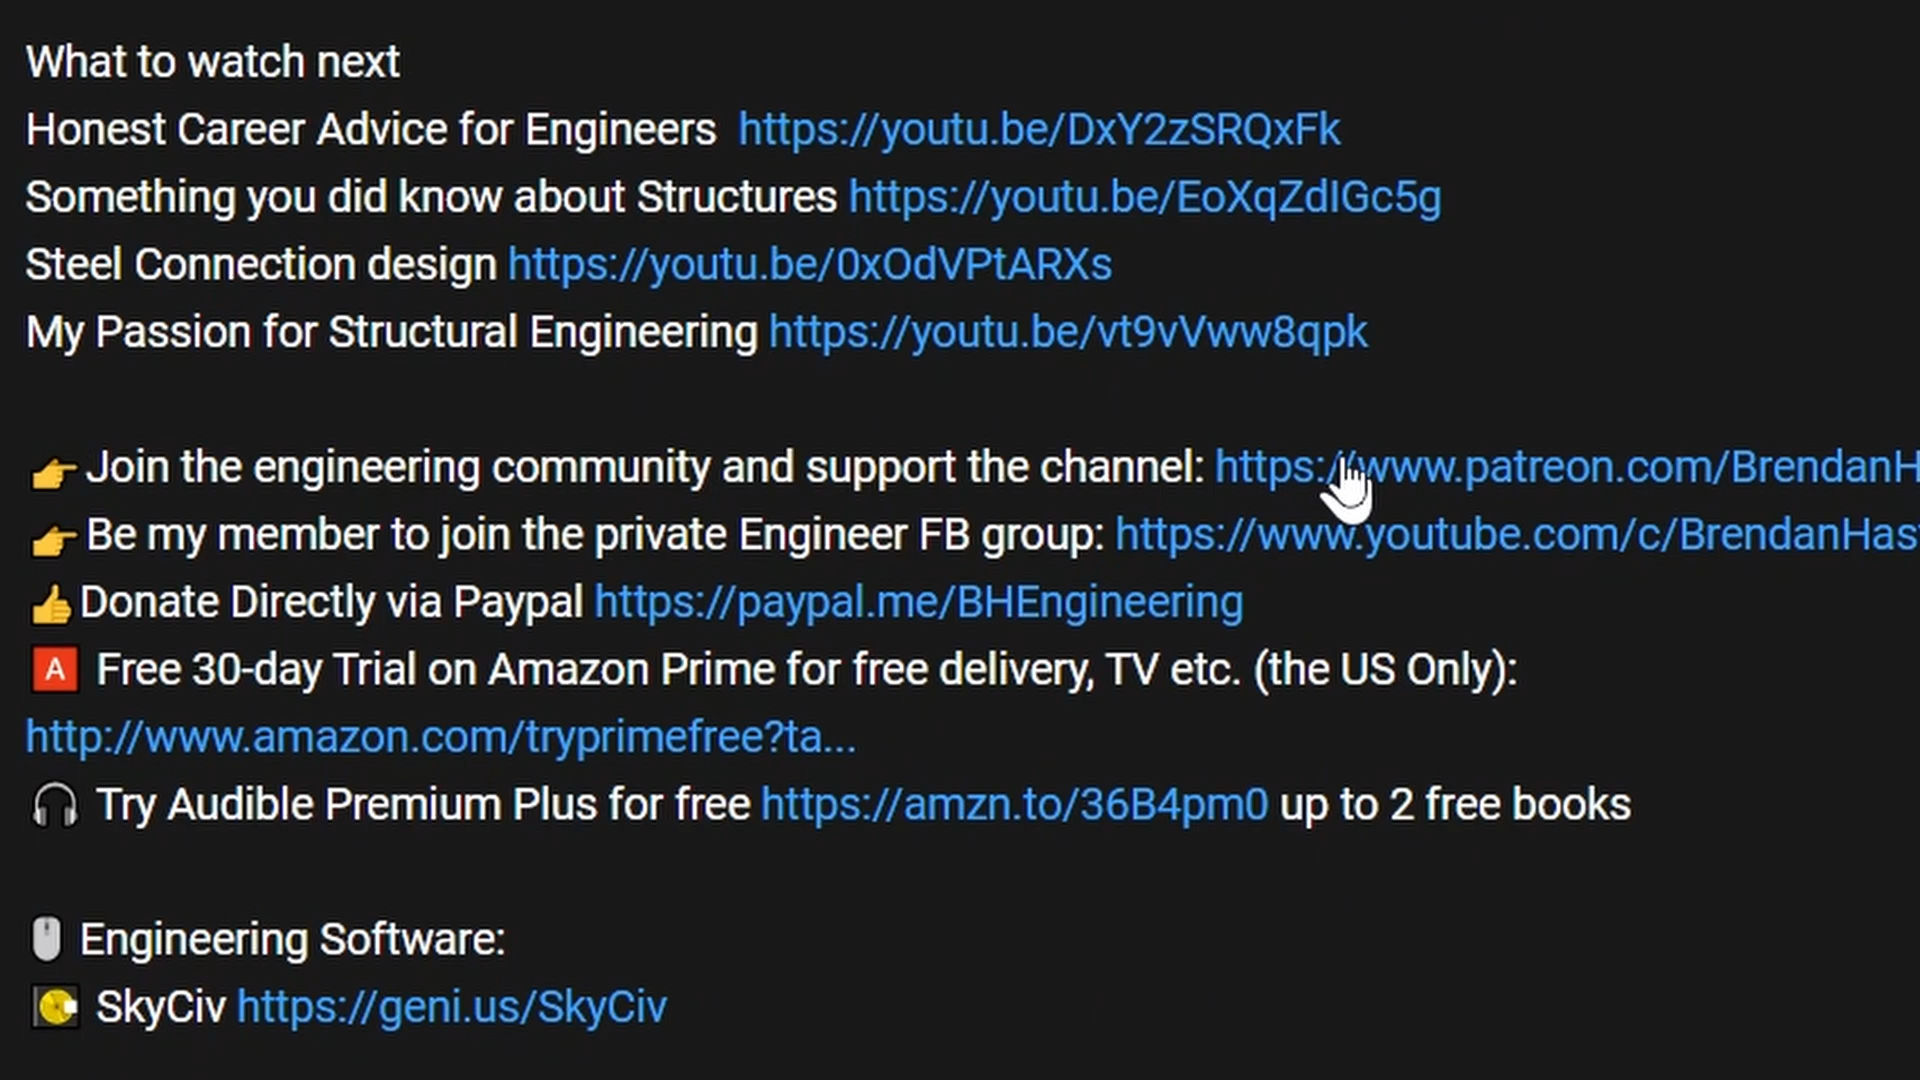 What to watch next
Honest Career Advice for Engineers https://youtu.be/DxY2zSRQxFk
Something you did know about Structures https://youtu.be/EoXqZdIGc5g
Steel Connection design https://youtu.be/0xOdVPtARXs
My Passion for Structural Engineering https://youtu.be/vt9vVww8qpk
👉Join the engineering community and support the channel: https://www.patreon.com/BrendanH
👉Be my member to join the private Engineer FB group: https://www.youtube.com/c/BrendanHas
👍Donate Directly via Paypal https://paypal.me/BHEngineering
🅰 Free 30-day Trial on Amazon Prime for free delivery, TV etc. (the US Only):
http://www.amazon.com/tryprimefree?ta...
🎧 Try Audible Premium Plus for free https://amzn.to/36B4pm0 up to 2 free books
🖱 Engineering Software:
💽 SkyCiv https://geni.us/SkyCiv